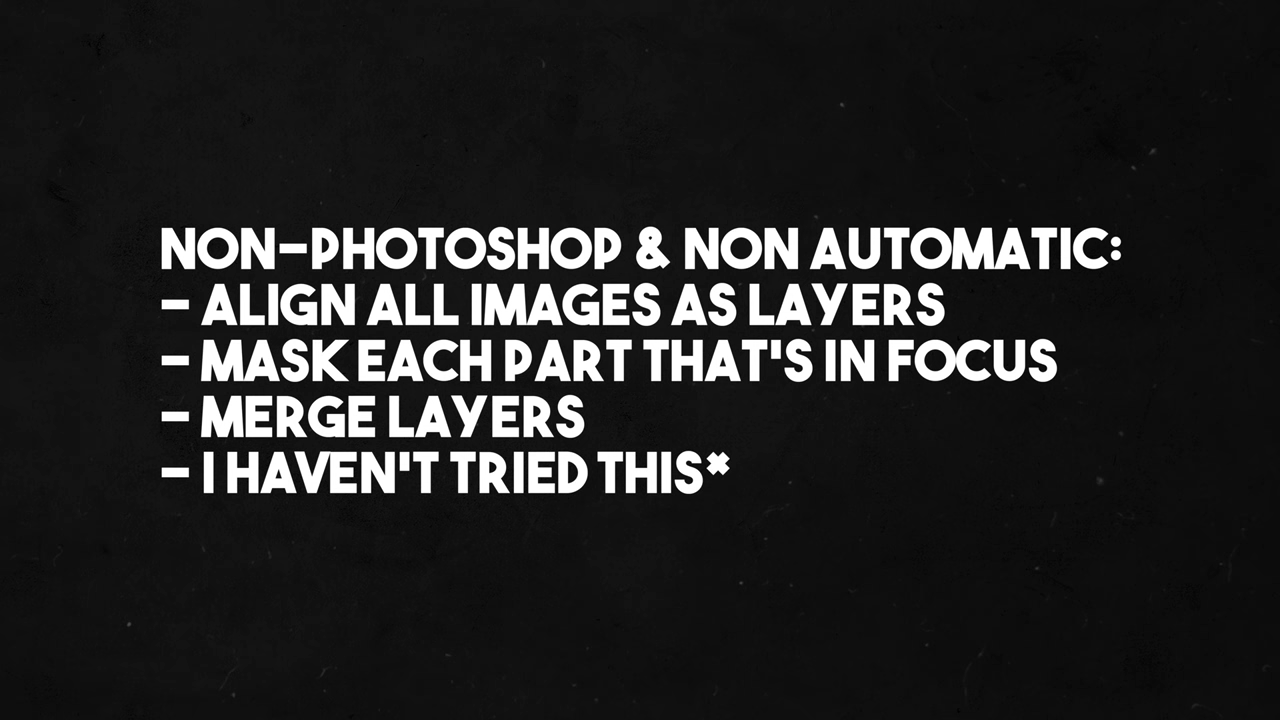 NON-PHOTOSHOP & NON AUTOMATIC:
- ALIGN ALL IMAGES AS LAYERS
- MASK EACH PART THAT'S IN FOCUS
- MERGE LAYERS
- I HAVEN'T TRIED THIS*